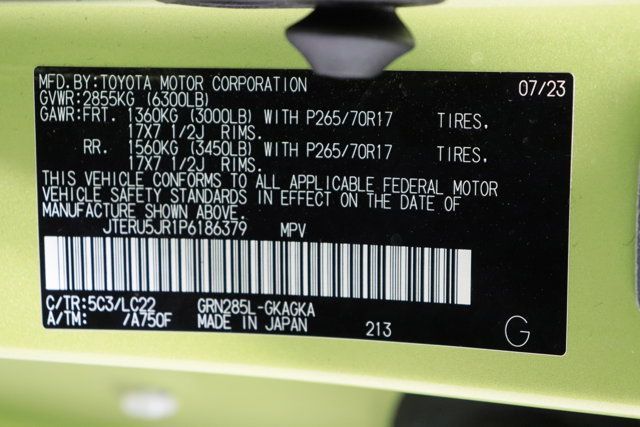 MFD.BY:TOYOTA MOTOR CORPORATION 07/23
GVWR:2855KG (6300LB)
GAWR:FRT. 1360KG (3000LB) WITH P265/70R17 TIRES.
17X7 1/2J RIMS.
RR. 1560KG (3450LB) WITH P265/70R17 TIRES.
17X7 1/2J RIMS.
THIS VEHICLE CONFORMS TO ALL APPLICABLE FEDERAL MOTOR
VEHICLE SAFETY STANDARDS IN EFFECT ON THE DATE OF
MANUFACTURE SHOWN ABOVE.
JTERU5JR1P6186379 MPV
C/TR:5C3/LC22 GRN285L-GKAGKA
A/TM: /A750F MADE IN JAPAN 213 G